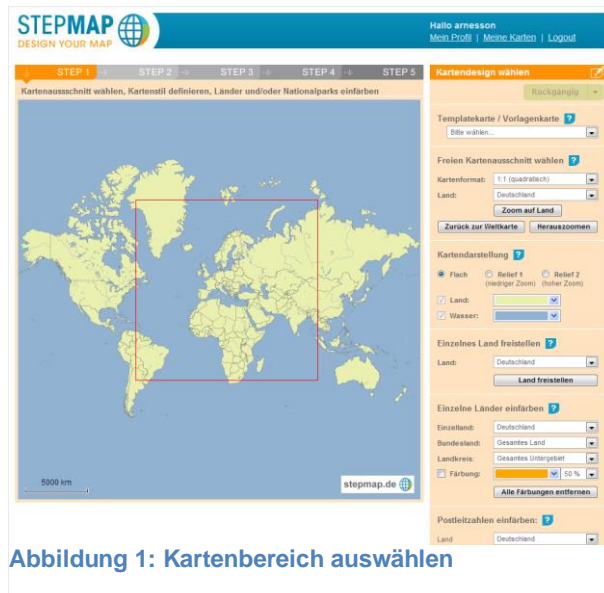 STEPMAP
DESIGN YOUR MAP
Hallo arnesson
Mein Profil | Meine Karten | Logout
STEP 1 STEP 2 STEP 3 STEP 4 STEP 5
Kartenausschnitt wählen, Kartenstil definieren, Länder und/oder Nationalparks einfärben
5000 km
stepmap.de
Kartendesign wählen
Rückgängig
Templatekarte / Vorlagenkarte ?
Bitte wählen...
Freien Kartenausschnitt wählen ?
Kartenformat: 1:1 (quadratisch)
Land: Deutschland
Zoom auf Land
Zurück zur Weltkarte Herauszoomen
Kartendarstellung ?
Flach Relief 1 Relief 2
(niedriger Zoom) (hoher Zoom)
Land:
Wasser:
Einzelnes Land freistellen ?
Land: Deutschland
Land freistellen
Einzelne Länder einfärben ?
Einzelland: Deutschland
Bundesland: Gesamtes Land
Landkreis: Gesamtes Untergebiet
Färbung: 50 %
Alle Färbungen entfernen
Postleitzahlen einfärben: ?
Land Deutschland
Abbildung 1: Kartenbereich auswählen